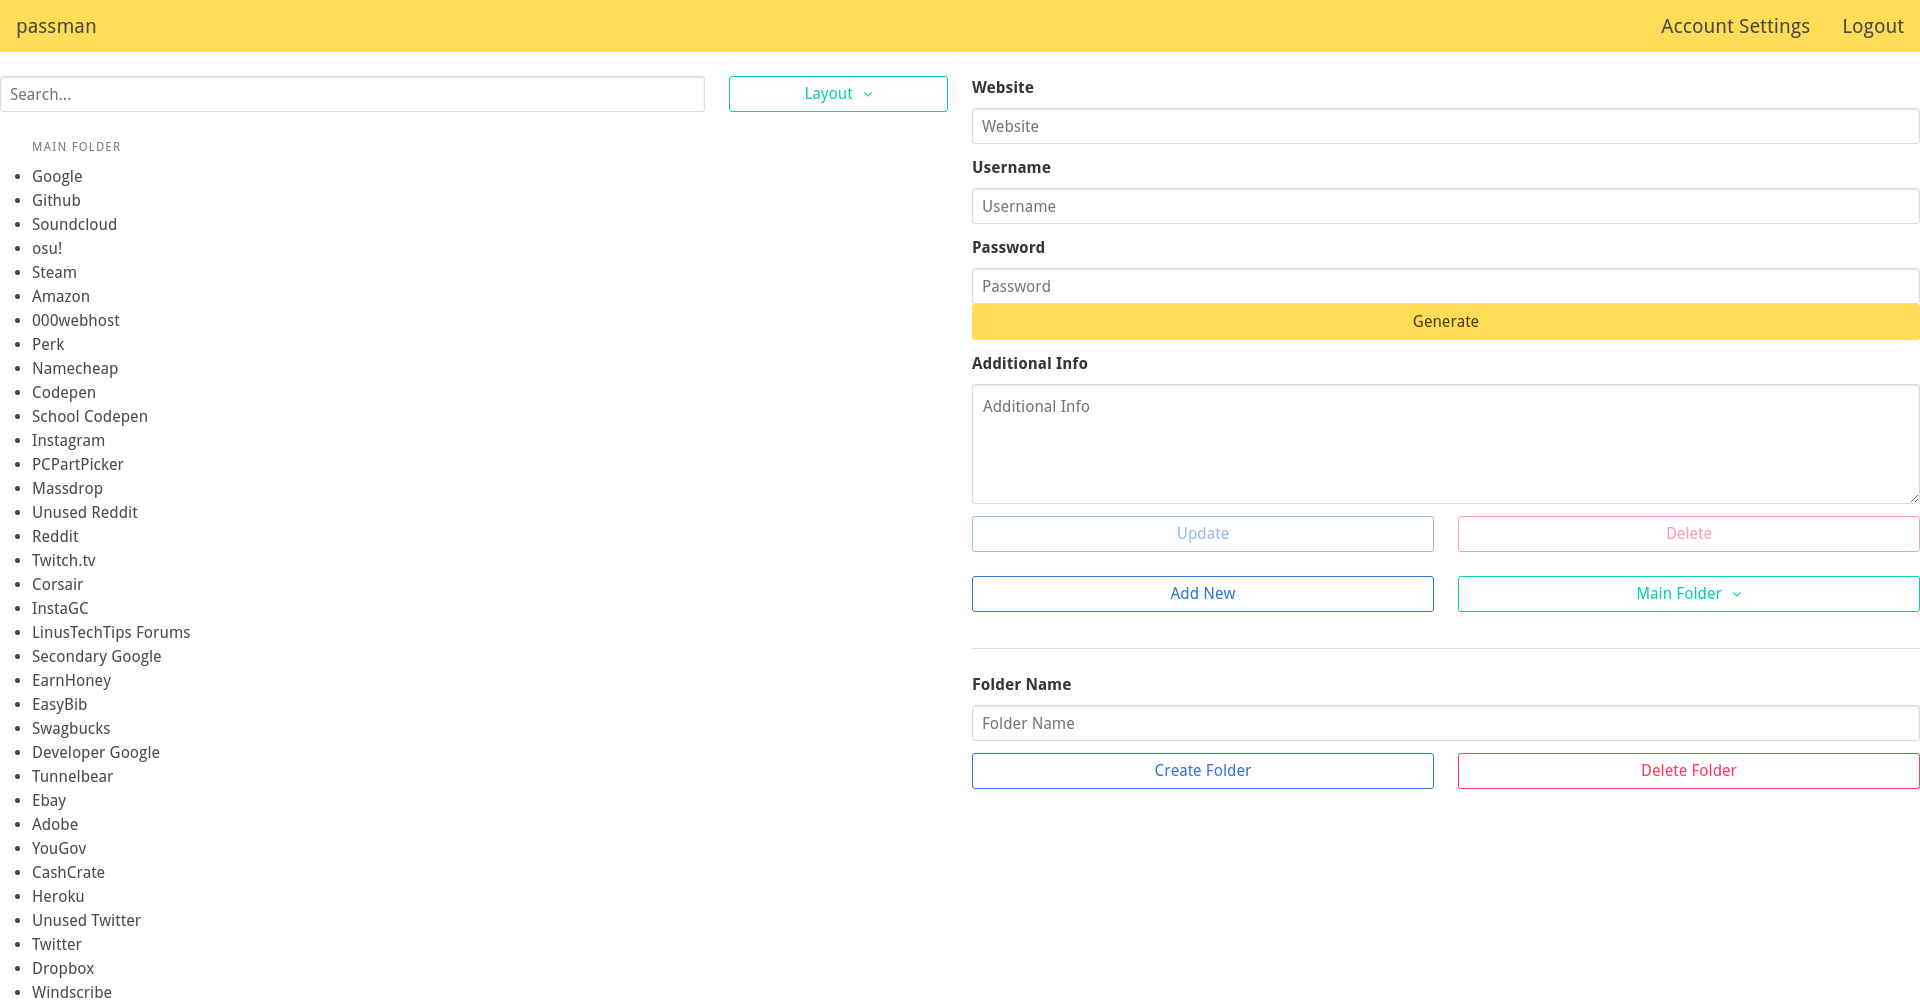 passman
Account Settings
Logout
Search...
Layout
MAIN FOLDER
Google
Github
Soundcloud
osu!
Steam
Amazon
000webhost
Perk
Namecheap
Codepen
School Codepen
Instagram
PCPartPicker
Massdrop
Unused Reddit
Reddit
Twitch.tv
Corsair
InstaGC
LinusTechTips Forums
Secondary Google
EarnHoney
EasyBib
Swagbucks
Developer Google
Tunnelbear
Ebay
Adobe
YouGov
CashCrate
Heroku
Unused Twitter
Twitter
Dropbox
Windscribe
Website
Website
Username
Username
Password
Password
Generate
Additional Info
Additional Info
Update
Delete
Add New
Main Folder
Folder Name
Folder Name
Create Folder
Delete Folder